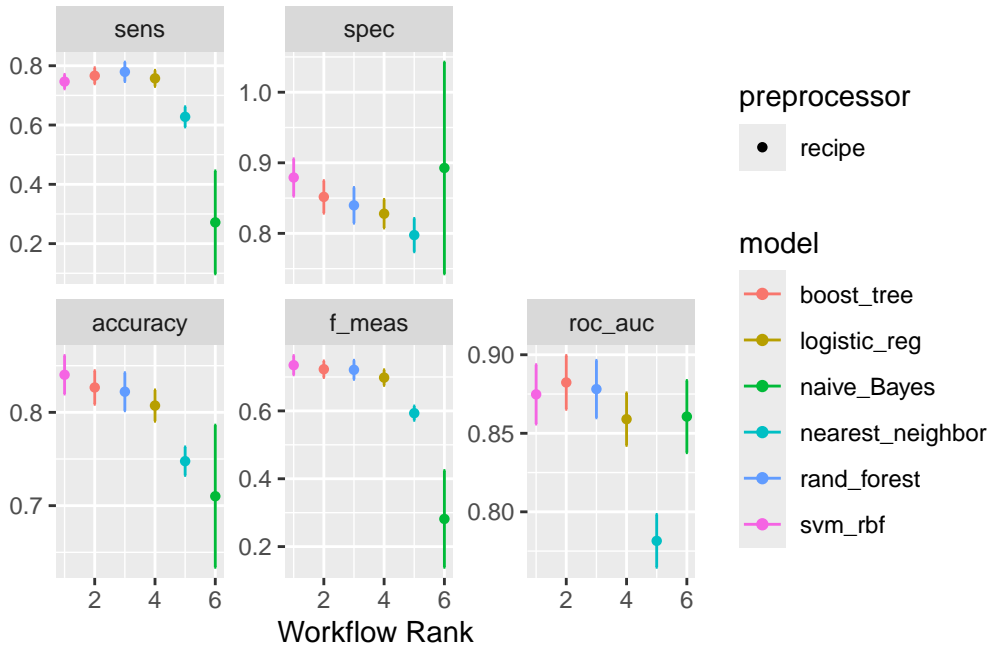 sens
0.8
0.6
0.4
0.2
spec
1.0
0.9
0.8
accuracy
0.8
0.7
2 4 6
f_meas
0.6
0.4
0.2
2 4 6
roc_auc
0.90
0.85
0.80
2 4 6
Workflow Rank
preprocessor
recipe
model
boost_tree
logistic_reg
naive_Bayes
nearest_neighbor
rand_forest
svm_rbf